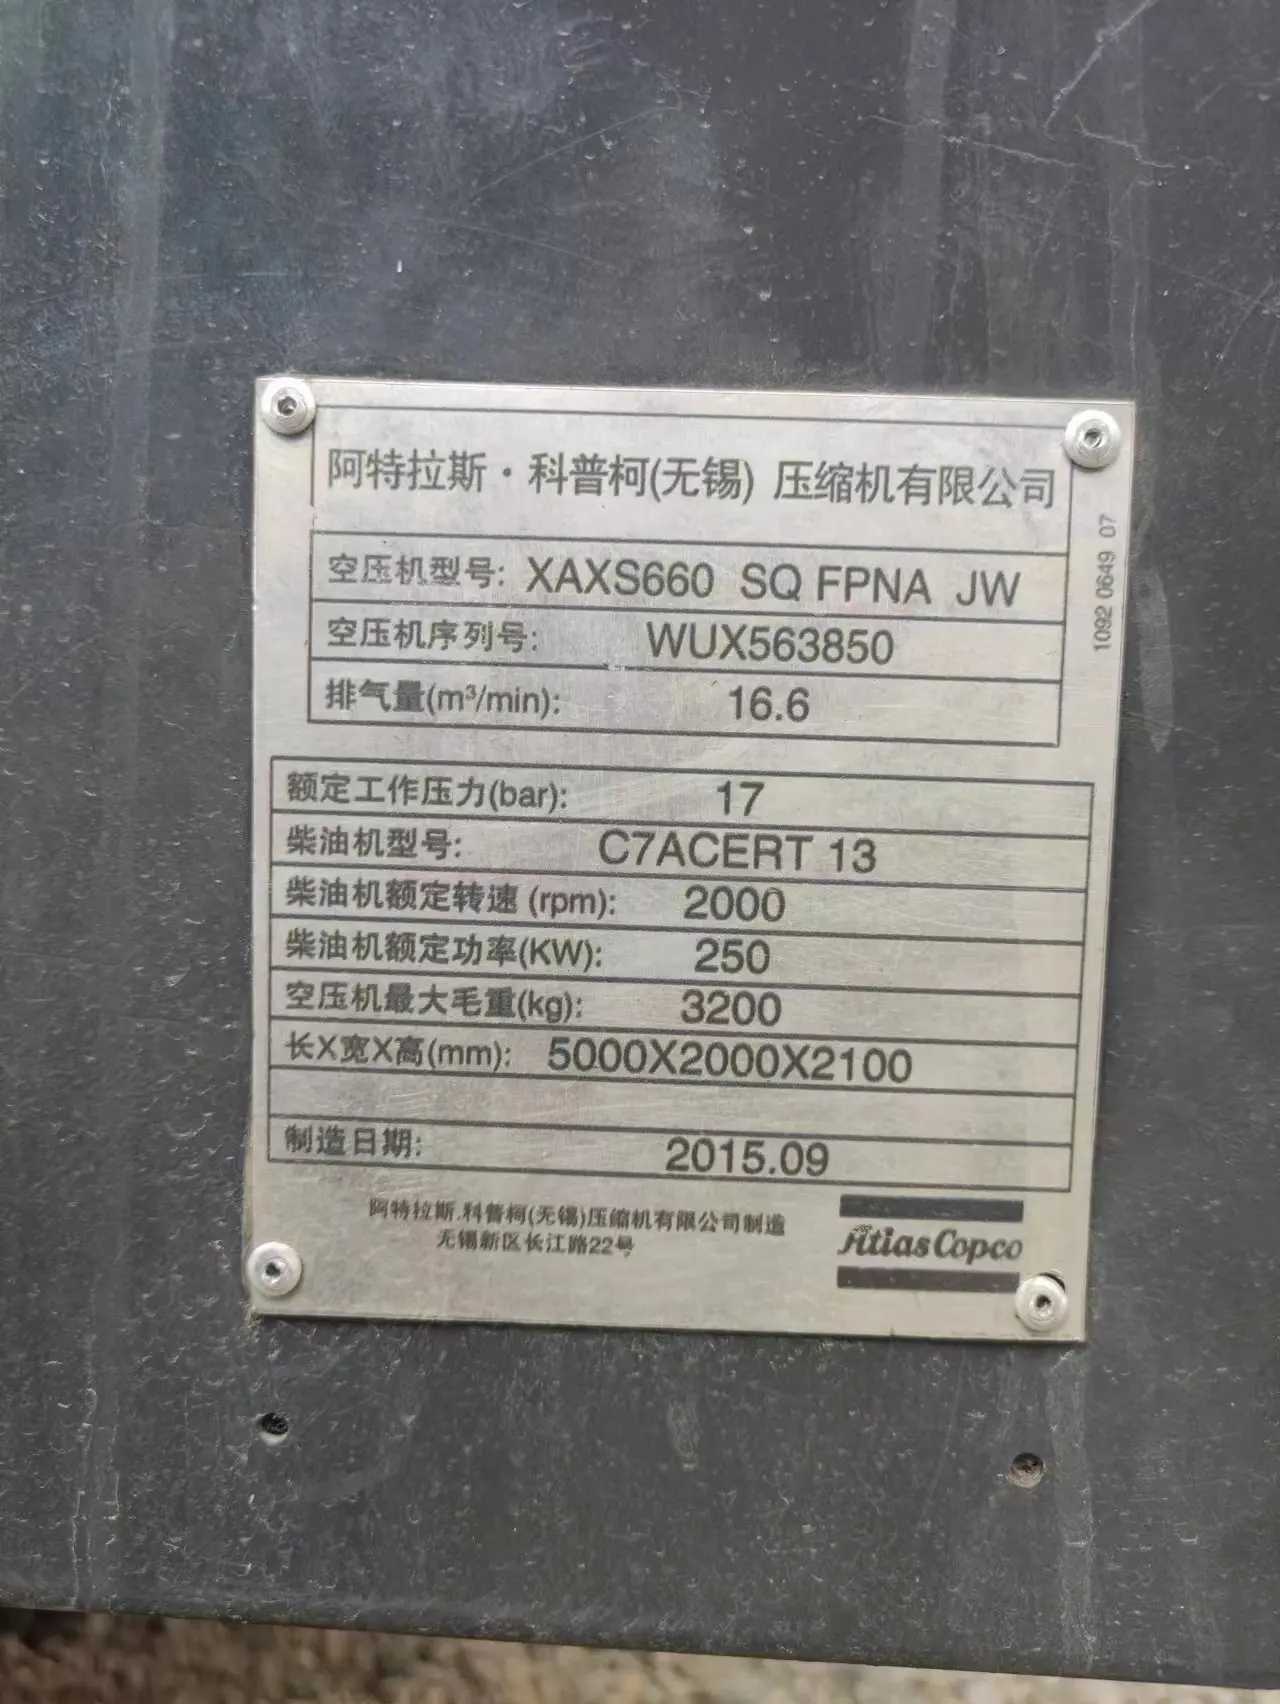 阿特拉斯·科普柯(无锡) 压缩机有限公司
空压机型号: XAXS660 SQ FPNA JW
空压机序列号: WUX563850
排气量(m³/min): 16.6
1092 0649 07
额定工作压力(bar): 17
柴油机型号: C7ACERT 13
柴油机额定转速 (rpm): 2000
柴油机额定功率(KW): 250
空压机最大毛重(kg): 3200
长X宽X高(mm): 5000X2000X2100
制造日期: 2015.09
阿特拉斯.科普柯(无锡)压缩机有限公司制造
无锡新区长江路22号
Atlas Copco